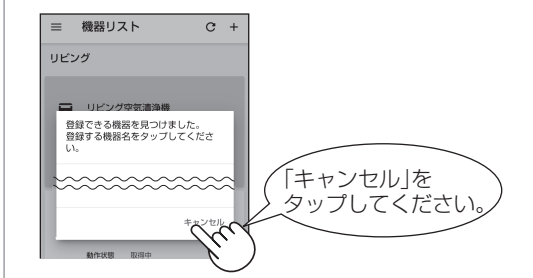 機器リスト
リビング
リビング空気清浄機
登録できる機器を見つけました。
登録する機器名をタップしてくださ
い。
キャンセル
「キャンセル」を
タップしてください。
動作状態 取得中